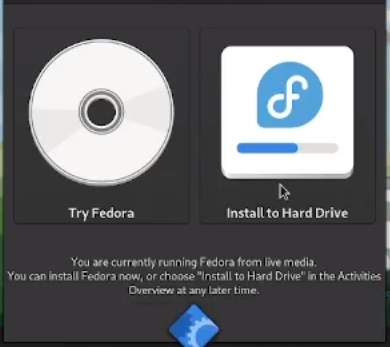 Try Fedora
Install to Hard Drive
You are currently running Fedora from live media.
You can install Fedora now, or choose "Install to Hard Drive" in the Activities
Overview at any later time.